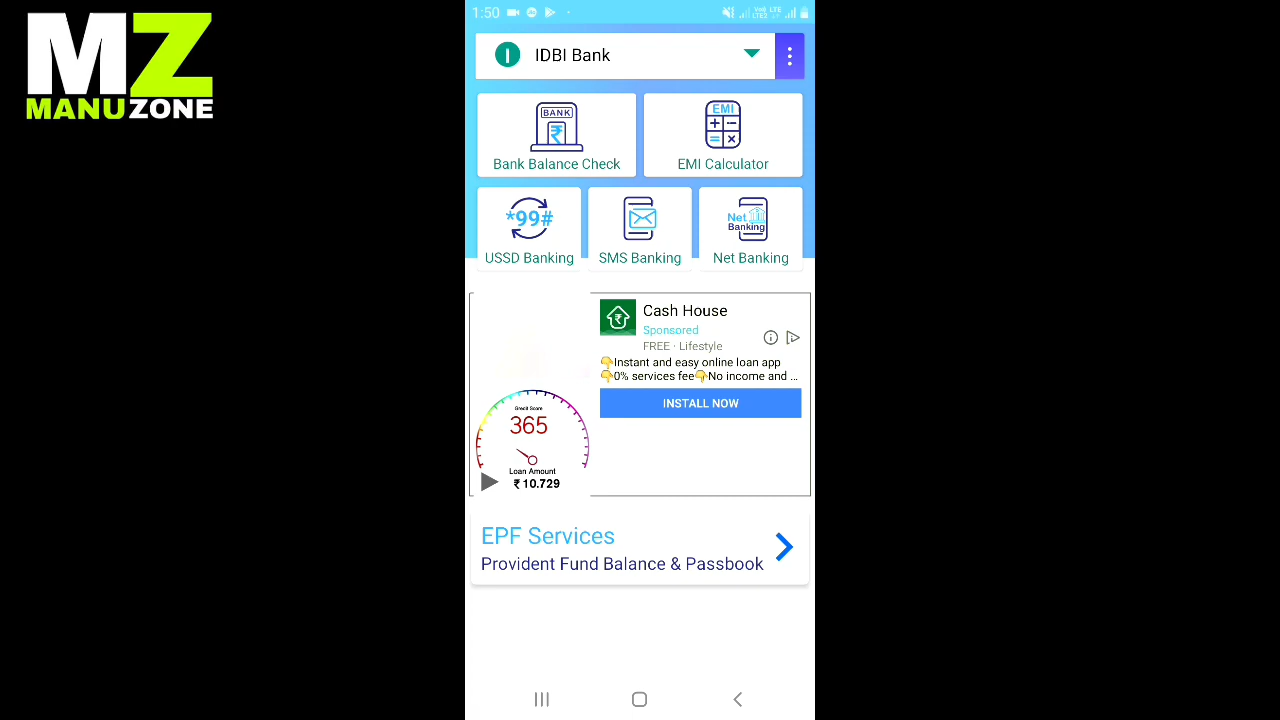 MZ
MANUZONE
1:50
IDBI Bank
BANK
Bank Balance Check
EMI
EMI Calculator
*99#
USSD Banking
SMS Banking
Net
Banking
Net Banking
Cash House
Sponsored
FREE · Lifestyle
👇Instant and easy online loan app
👇0% services fee👇No income and ...
INSTALL NOW
365
Loan Amount
₹ 10.729
EPF Services
Provident Fund Balance & Passbook